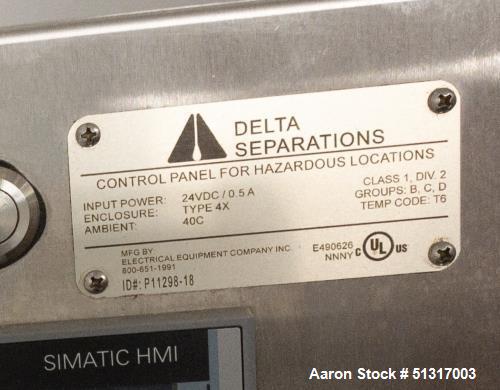 DELTA
SEPARATIONS
CONTROL PANEL FOR HAZARDOUS LOCATIONS
INPUT POWER: 24VDC / 0.5 A
ENCLOSURE: TYPE 4X
AMBIENT: 40C
CLASS 1, DIV. 2
GROUPS: B, C, D
TEMP CODE: T6
MFG BY
ELECTRICAL EQUIPMENT COMPANY INC.
800-651-1991
ID#: P11298-18
E490626
NNNY
C UL US
SIMATIC HMI
Aaron Stock # 51317003